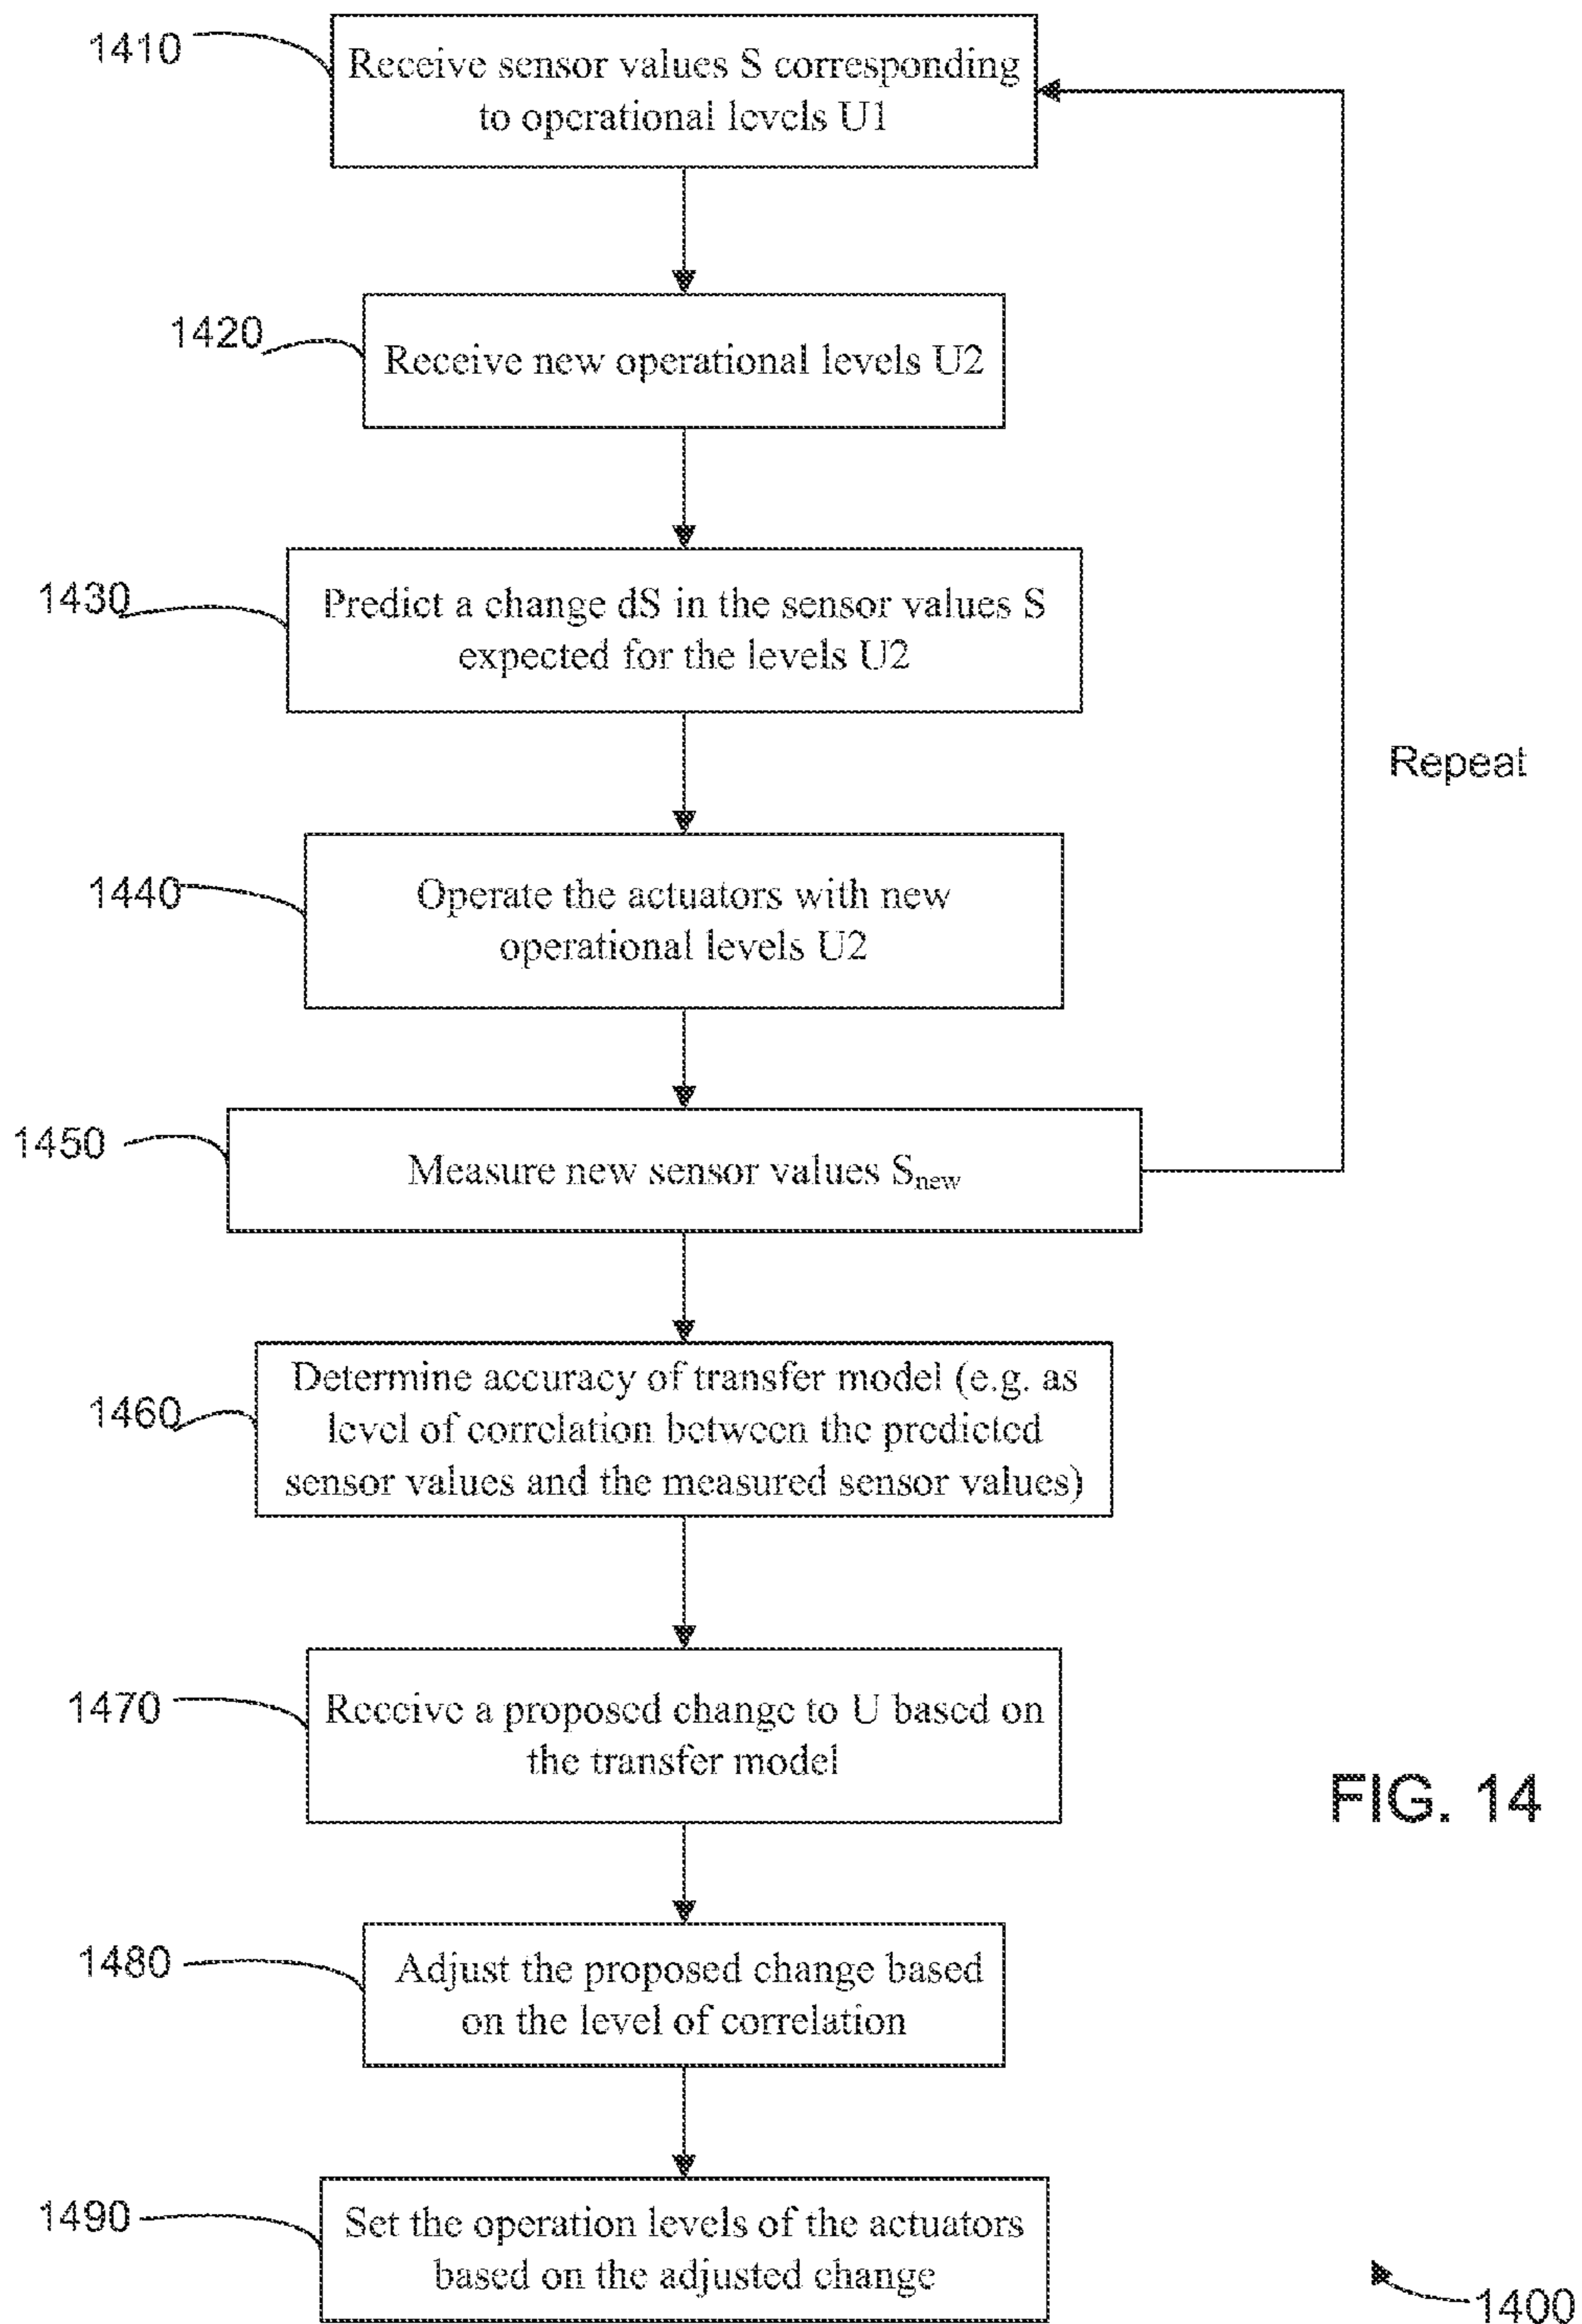 1410
Receive sensor values S corresponding
to operational levels U1
1420
Receive new operational levels U2
1430
Predict a change dS in the sensor values S
expected for the levels U2
Repeat
1440
Operate the actuators with new
operational levels U2
1450
Measure new sensor values Snew
1460
Determine accuracy of transfer model (e.g. as
level of correlation between the predicted
sensor values and the measured sensor values)
1470
Receive a proposed change to U based on
the transfer model
FIG. 14
1480
Adjust the proposed change based
on the level of correlation
1490
Set the operation levels of the actuators
based on the adjusted change
1400